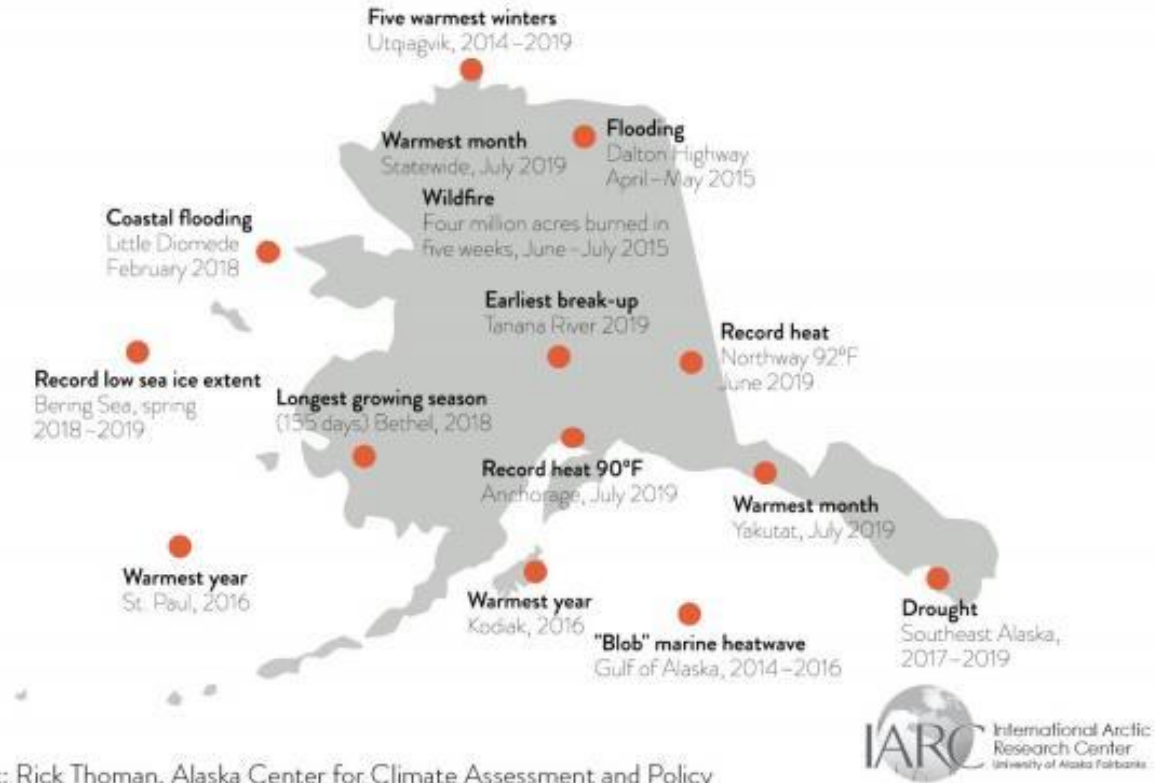 Five warmest winters
Utqiaġvik, 2014–2019
Warmest month
Statewide, July 2019
Flooding
Dalton Highway
April–May 2015
Wildfire
Four million acres burned in
five weeks, June–July 2015
Coastal flooding
Little Diomede
February 2018
Earliest break-up
Tanana River 2019
Record heat
Northway 92°F
June 2019
Record low sea ice extent
Bering Sea, spring
2018–2019
Longest growing season
(155 days) Bethel, 2018
Record heat 90°F
Anchorage, July 2019
Warmest month
Yakutat, July 2019
Warmest year
St. Paul, 2016
Warmest year
Kodiak, 2016
"Blob" marine heatwave
Gulf of Alaska, 2014–2016
Drought
Southeast Alaska,
2017–2019
IARC
International Arctic
Research Center
University of Alaska Fairbanks
: Rick Thoman, Alaska Center for Climate Assessment and Policy